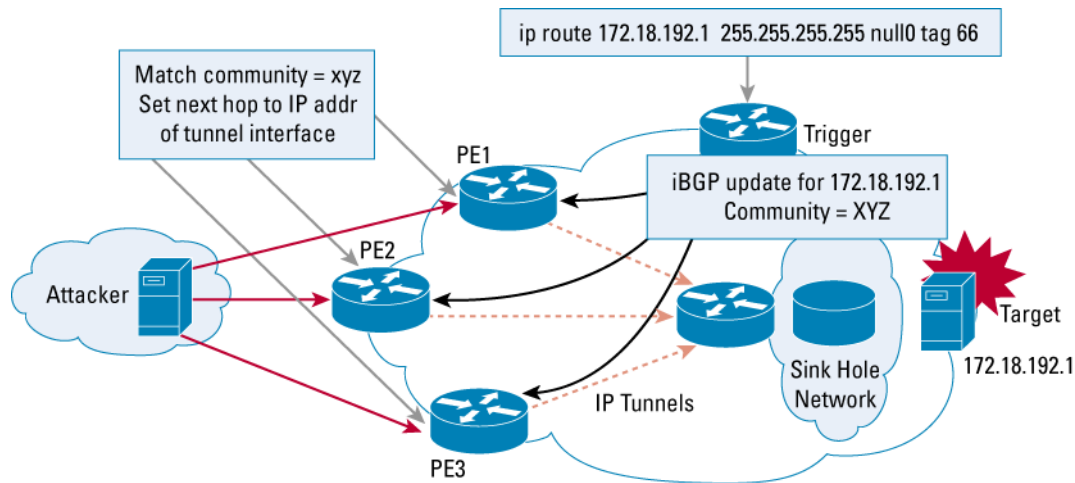 ip route 172.18.192.1  255.255.255.255 null0 tag 66
Match community = xyz
Set next hop to IP addr
of tunnel interface
Trigger
PE1
iBGP update for 172.18.192.1
Community = XYZ
PE2
Attacker
Target
172.18.192.1
Sink Hole
Network
IP Tunnels
PE3